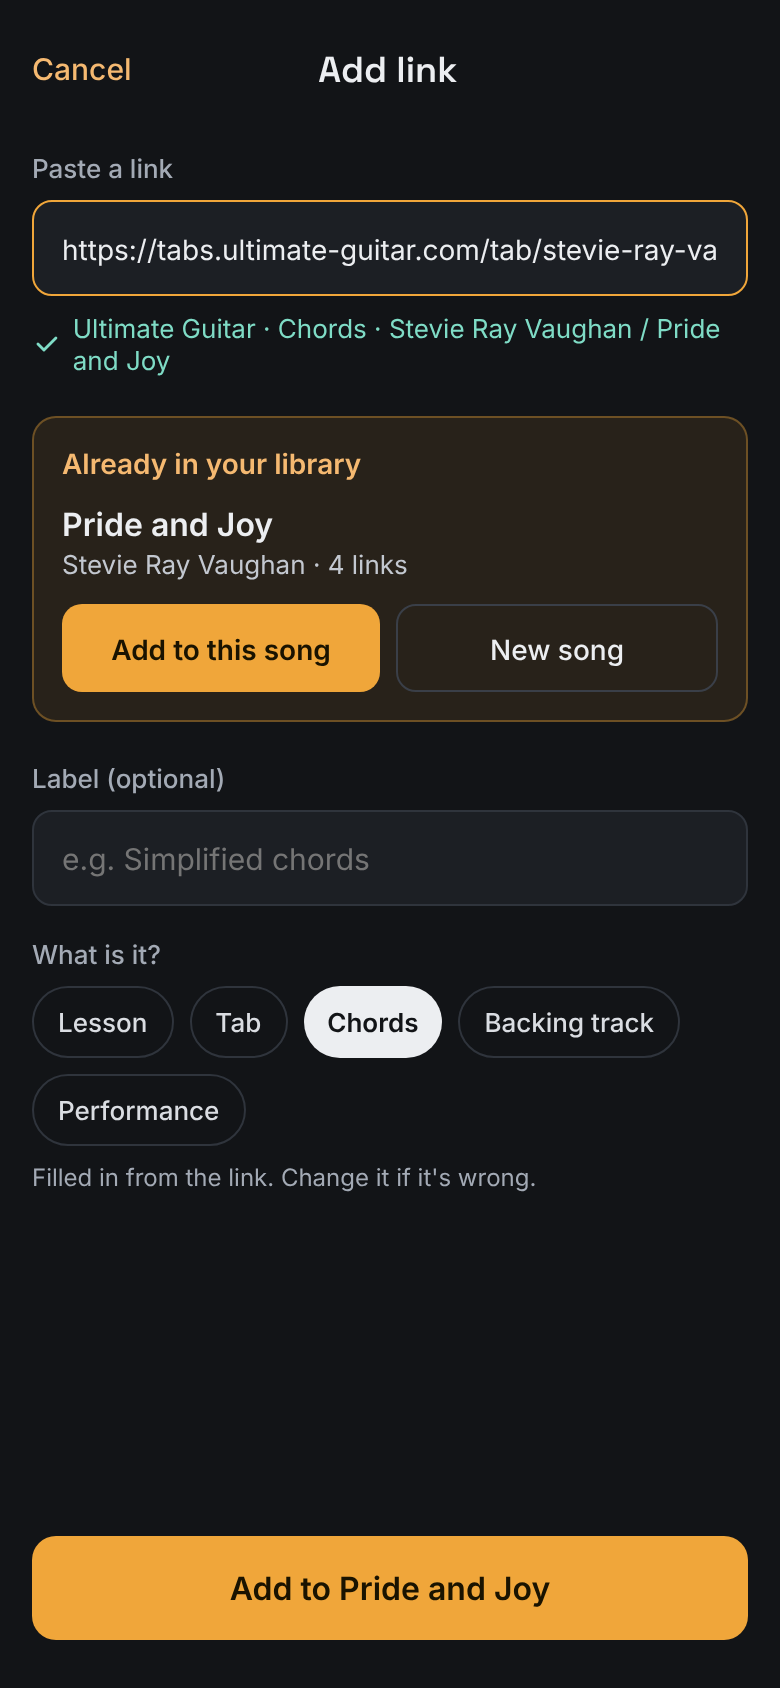 Cancel
Add link
Paste a link
https://tabs.ultimate-guitar.com/tab/stevie-ray-va
Ultimate Guitar · Chords · Stevie Ray Vaughan / Pride
and Joy
Already in your library
Pride and Joy
Stevie Ray Vaughan · 4 links
Add to this song
New song
Label (optional)
e.g. Simplified chords
What is it?
Lesson
Tab
Chords
Backing track
Performance
Filled in from the link. Change it if it's wrong.
Add to Pride and Joy